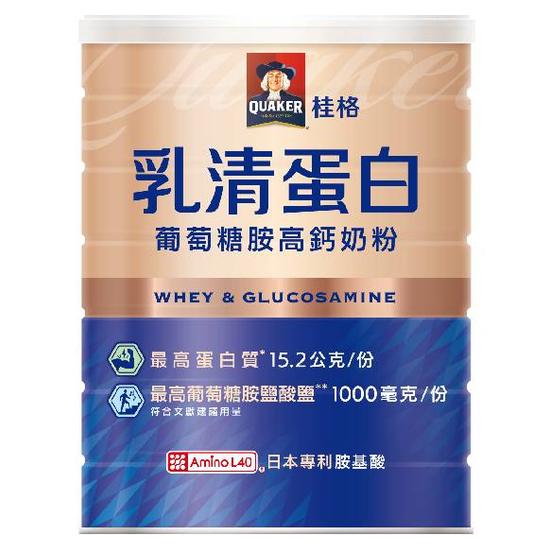 Quaker
QUAKER 桂格
乳清蛋白
葡萄糖胺高鈣奶粉
WHEY & GLUCOSAMINE
最高蛋白質* 15.2公克/份
最高葡萄糖胺鹽酸鹽** 1000毫克/份
符合文獻建議用量
Amino L40® 日本專利胺基酸